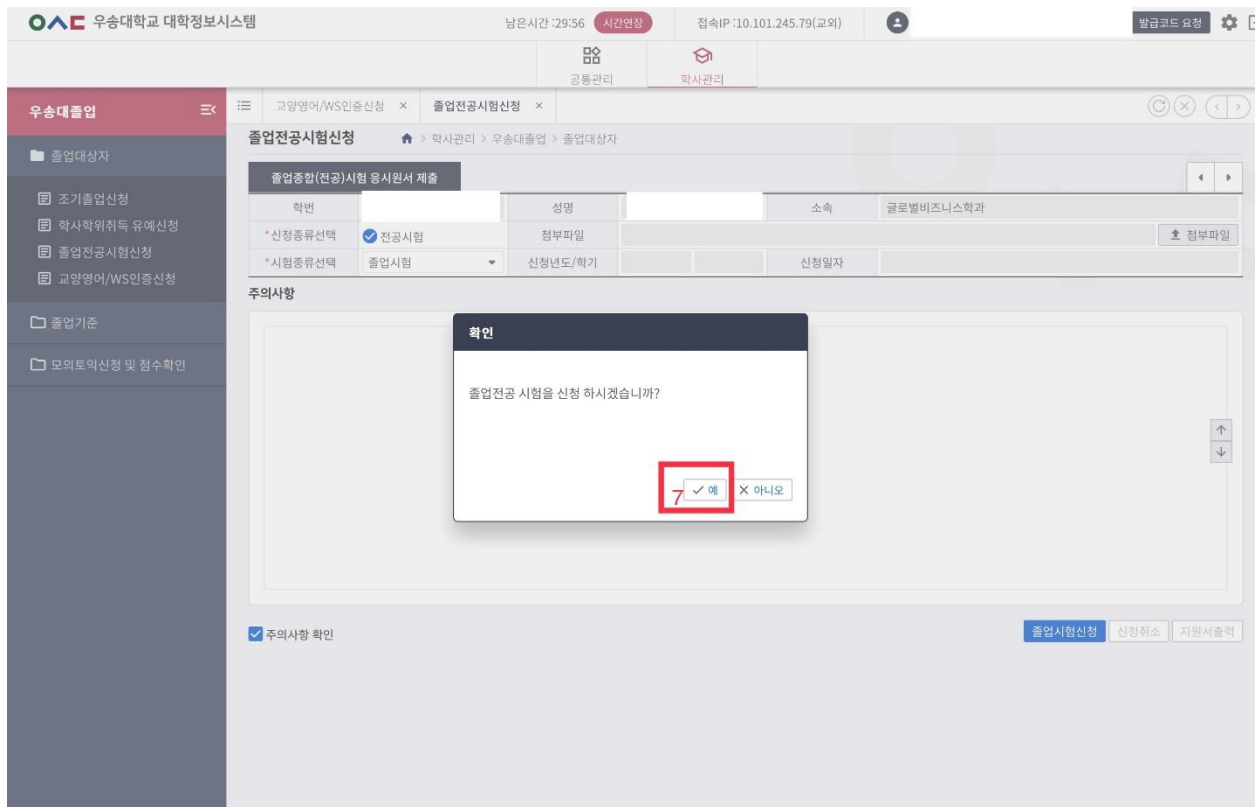 우송대학교 대학정보시스템 남은시간 :29:56 시간연장 접속IP :10.101.245.79(교외) 발급코드 요청
공통관리 학사관리
우송대졸업
교양영어/WS인증신청 × 졸업전공시험신청 ×
졸업전공시험신청 > 학사관리 > 우송대졸업 > 졸업대상자
졸업대상자
조기졸업신청
학사학위취득 유예신청
졸업전공시험신청
교양영어/WS인증신청
졸업기준
모의토익신청 및 점수확인
졸업종합(전공)시험 응시원서 제출
학번 성명 소속 글로벌비즈니스학과
*신청종류선택 전공시험 첨부파일 첨부파일
*시험종류선택 졸업시험 신청년도/학기 신청일자
주의사항
확인
졸업전공 시험을 신청 하시겠습니까?
7 예 아니오
주의사항 확인 졸업시험신청 신청취소 지원서출력